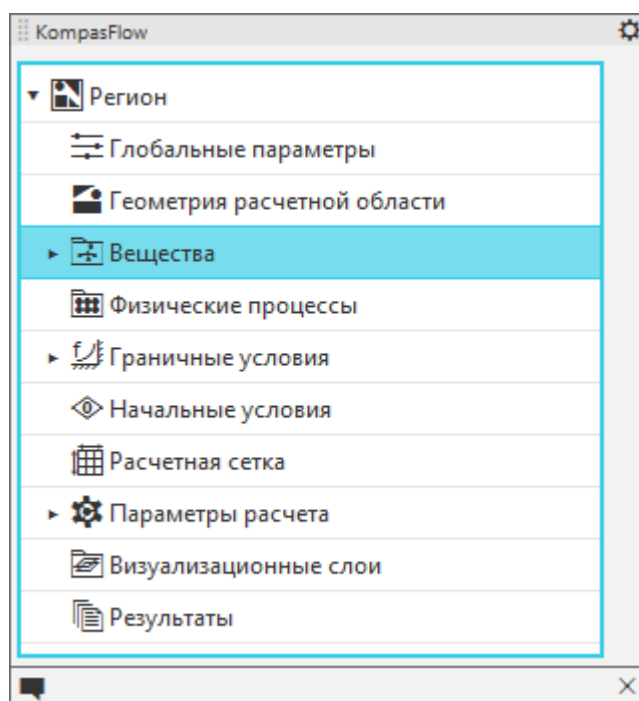 KompasFlow
Регион
Глобальные параметры
Геометрия расчетной области
Вещества
Физические процессы
Граничные условия
Начальные условия
Расчетная сетка
Параметры расчета
Визуализационные слои
Результаты